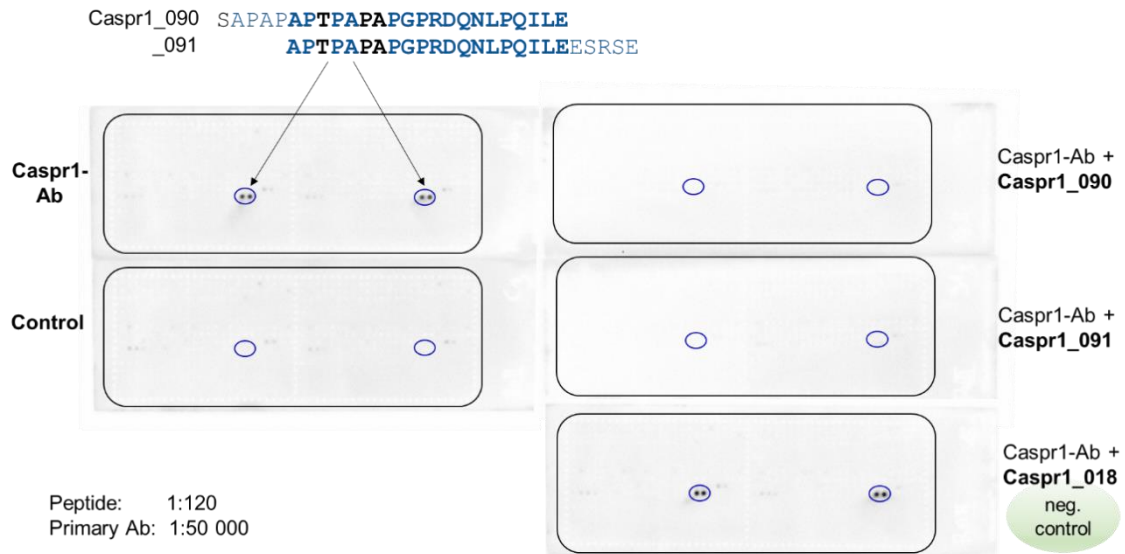 Caspr1_090 SAPAPAPTPAPAPGPRDQNLPQILE
_091 APTPAPAPGPRDQNLPQILEESRSE
Caspr1-
Ab
Control
Caspr1-Ab +
Caspr1_090
Caspr1-Ab +
Caspr1_091
Caspr1-Ab +
Caspr1_018
neg.
control
Peptide: 1:120
Primary Ab: 1:50 000